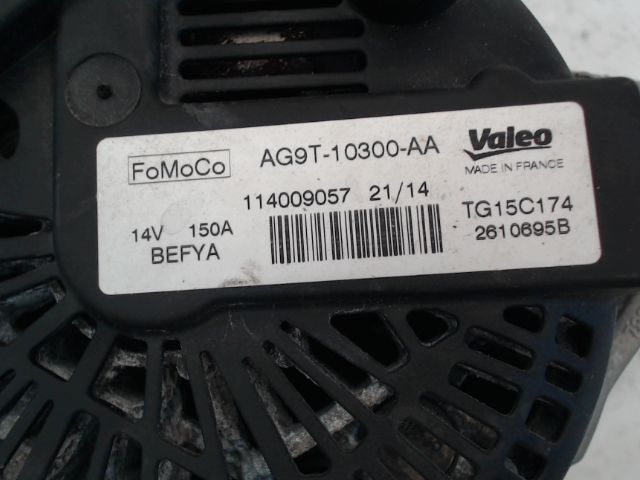 FoMoCo AG9T-10300-AA Valeo
MADE IN FRANCE
114009057 21/14
14V 150A TG15C174
BEFYA 2610695B